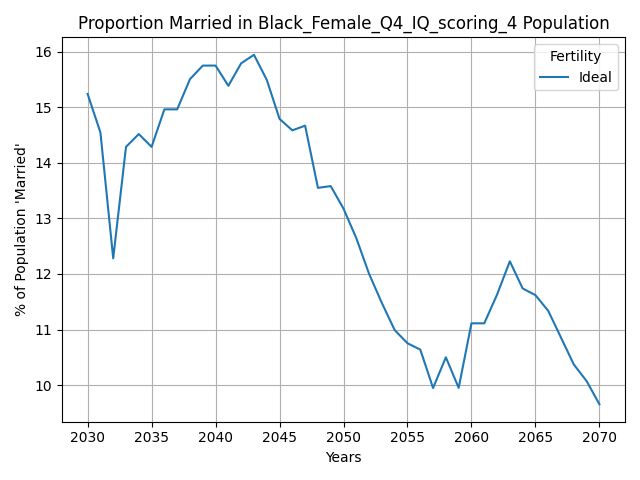 Proportion Married in Black_Female_Q4_IQ_scoring_4 Population
Fertility
Ideal
% of Population 'Married'
16
15
14
13
12
11
10
2030 2035 2040 2045 2050 2055 2060 2065 2070
Years